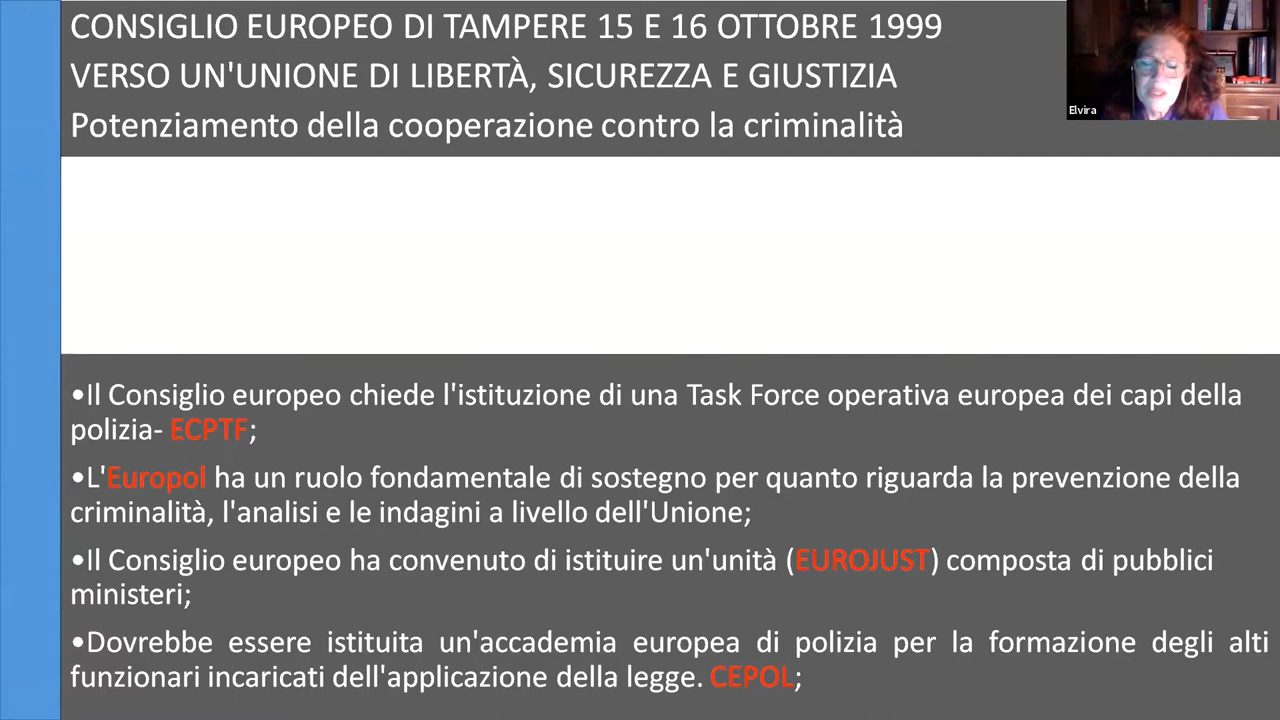 CONSIGLIO EUROPEO DI TAMPERE 15 E 16 OTTOBRE 1999
VERSO UN'UNIONE DI LIBERTÀ, SICUREZZA E GIUSTIZIA
Potenziamento della cooperazione contro la criminalità
Elvira
•Il Consiglio europeo chiede l'istituzione di una Task Force operativa europea dei capi della
polizia- ECPTF;
•L'Europol ha un ruolo fondamentale di sostegno per quanto riguarda la prevenzione della
criminalità, l'analisi e le indagini a livello dell'Unione;
•Il Consiglio europeo ha convenuto di istituire un'unità (EUROJUST) composta di pubblici
ministeri;
•Dovrebbe essere istituita un'accademia europea di polizia per la formazione degli alti
funzionari incaricati dell'applicazione della legge. CEPOL;